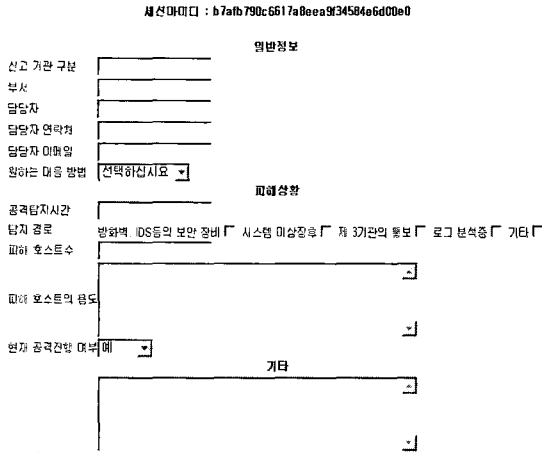 세션아이디 : b7afb790c6617a8eea9f34584e6d00e0
일반정보
신고 기관 구분
부서
담당자
담당자 연락처
담당자 이메일
원하는 대응 방법 선택하십시요
피해상황
공격탐지시간
탐지 경로 방화벽, IDS등의 보안 장비 시스템 이상징후 제 3기관의 통보 로그 분석중 기타
피해 호스트수
피해 호스트의 용도
현재 공격진행 여부 예
기타